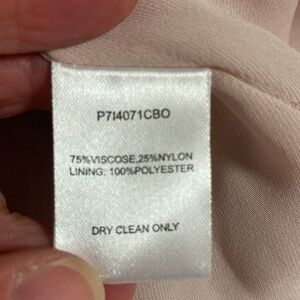 P7I4071CBO
75%VISCOSE,25%NYLON
LINING: 100%POLYESTER
DRY CLEAN ONLY